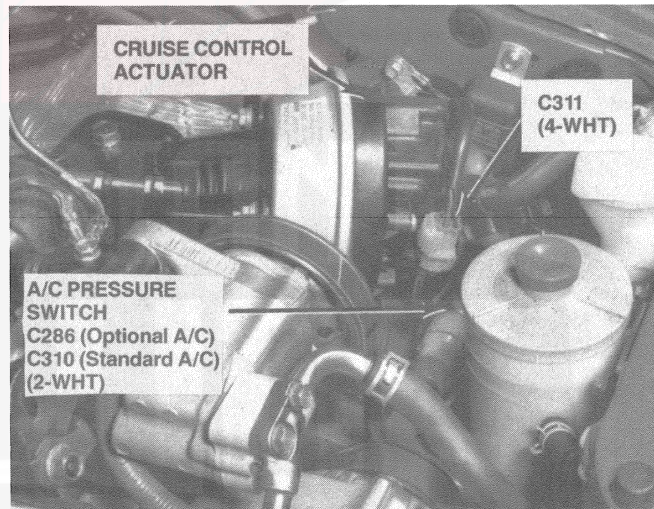 CRUISE CONTROL
ACTUATOR
C311
(4-WHT)
A/C PRESSURE
SWITCH
C286 (Optional A/C)
C310 (Standard A/C)
(2-WHT)